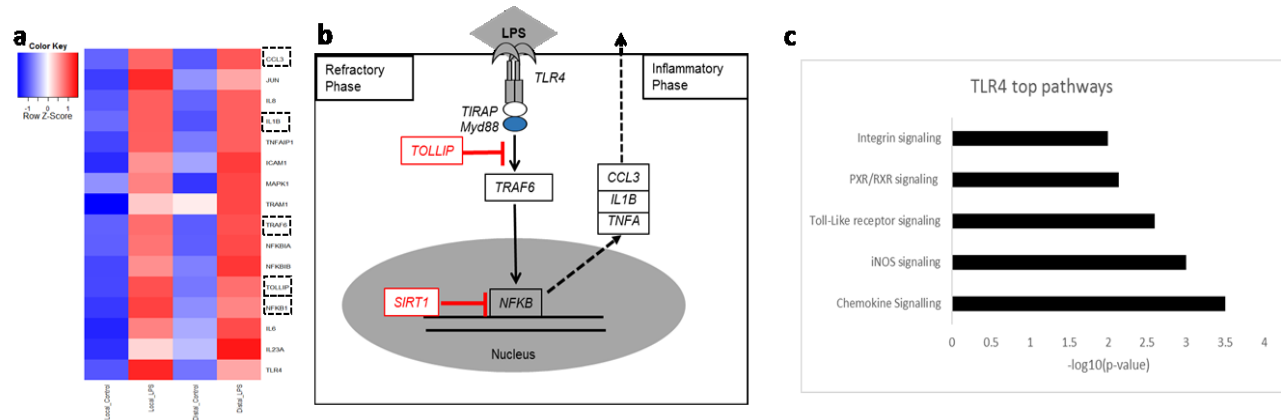 a
Color Key
-1 0 1
Row Z-Score
CCL3
JUN
IL8
IL1B
TNFAIP1
ICAM1
MAPK1
TRAM1
TRAF6
NFKBIA
NFKBIB
TOLLIP
NFKB1
IL6
IL23A
TLR4
Local_Control
Local_LPS
Distal_Control
Distal_LPS
b
LPS
Refractory
Phase
TLR4
Inflammatory
Phase
TIRAP
Myd88
TOLLIP
TRAF6
CCL3
IL1B
TNFA
SIRT1
NFKB
Nucleus
c
TLR4 top pathways
Integrin signaling
PXR/RXR signaling
Toll-Like receptor signaling
iNOS signaling
Chemokine Signalling
0 0.5 1 1.5 2 2.5 3 3.5 4
-log10(p-value)